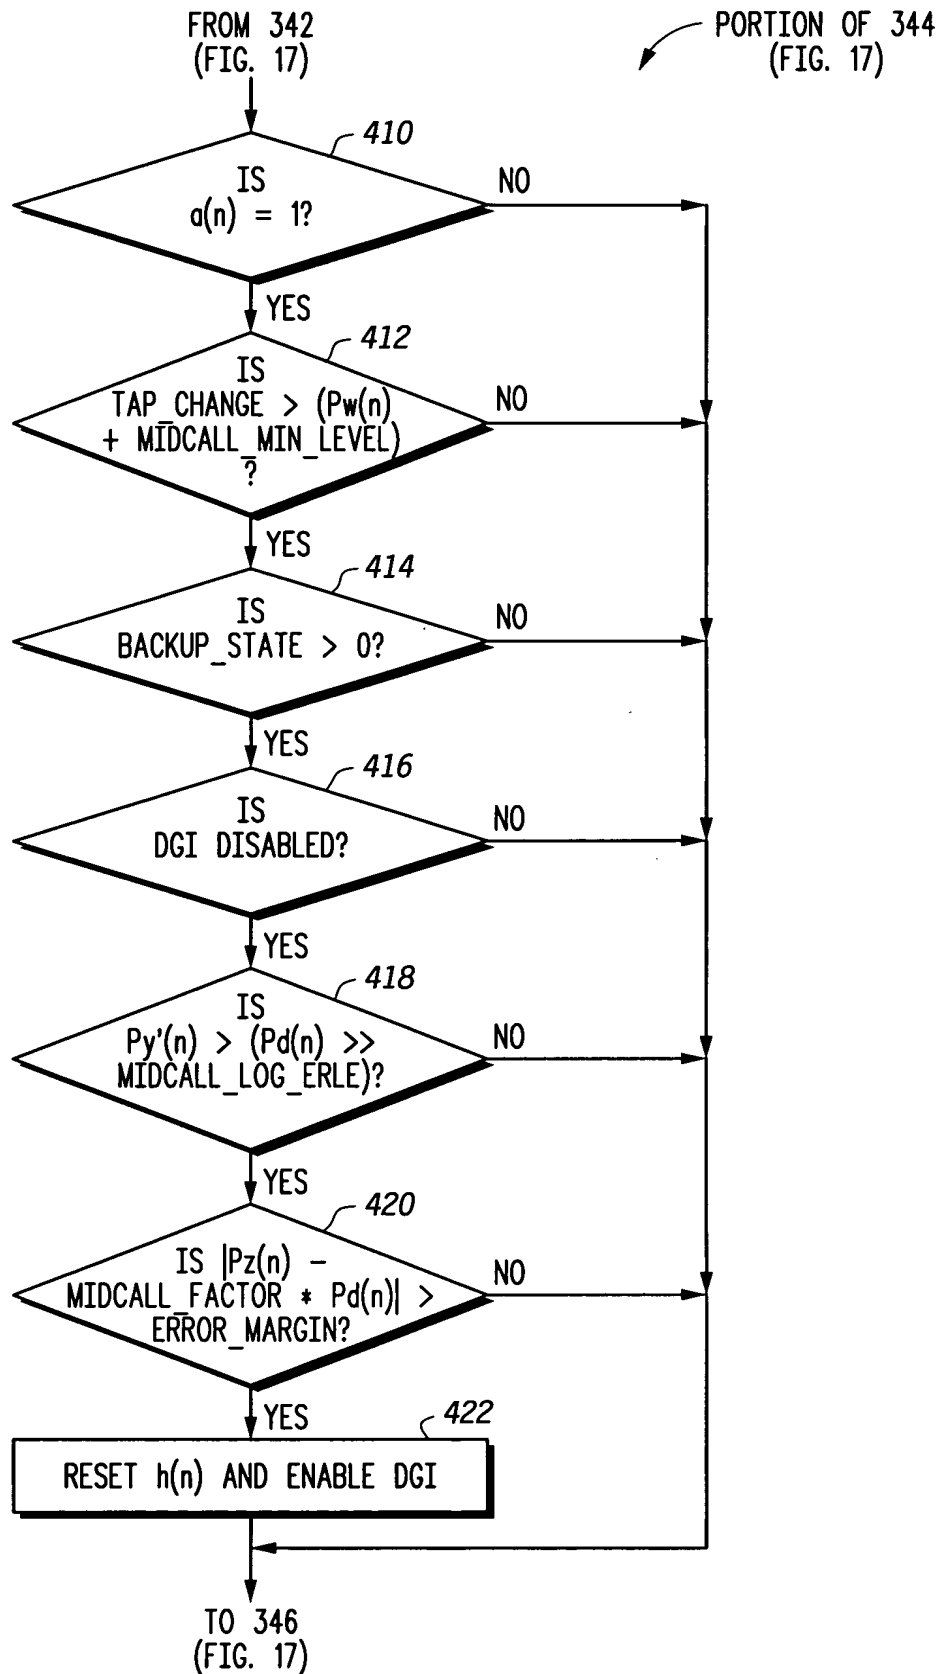 FROM 342
(FIG. 17)
PORTION OF 344
(FIG. 17)
410
IS
a(n) = 1?
NO
YES
412
IS
TAP_CHANGE > (Pw(n)
+ MIDCALL_MIN_LEVEL)
?
NO
YES
414
IS
BACKUP_STATE > 0?
NO
YES
416
IS
DGI DISABLED?
NO
YES
418
IS
Py'(n) > (Pd(n) >>
MIDCALL_LOG_ERLE)?
NO
YES
420
IS |Pz(n) -
MIDCALL_FACTOR * Pd(n)| >
ERROR_MARGIN?
NO
YES
422
RESET h(n) AND ENABLE DGI
TO 346
(FIG. 17)